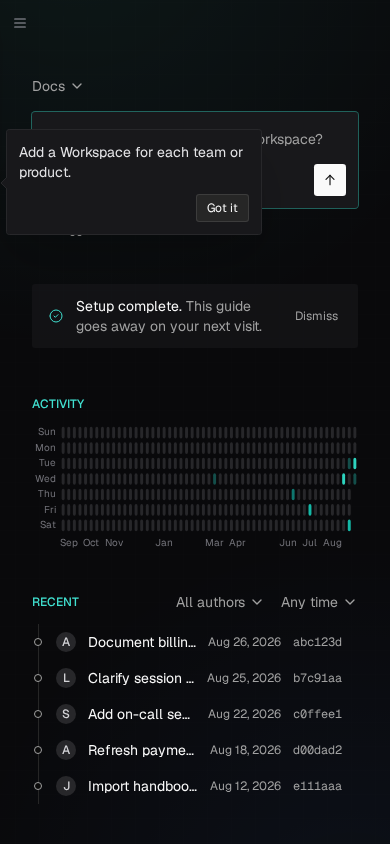 Docs
orkspace?
Add a Workspace for each team or
product.
Got it
Setup complete. This guide
goes away on your next visit.
Dismiss
ACTIVITY
Sun
Mon
Tue
Wed
Thu
Fri
Sat
Sep Oct Nov Jan Mar Apr Jun Jul Aug
RECENT All authors Any time
A Document billin... Aug 26, 2026 abc123d
L Clarify session ... Aug 25, 2026 b7c91aa
S Add on-call se... Aug 22, 2026 c0ffee1
A Refresh payme... Aug 18, 2026 d00dad2
J Import handboo... Aug 12, 2026 e111aaa